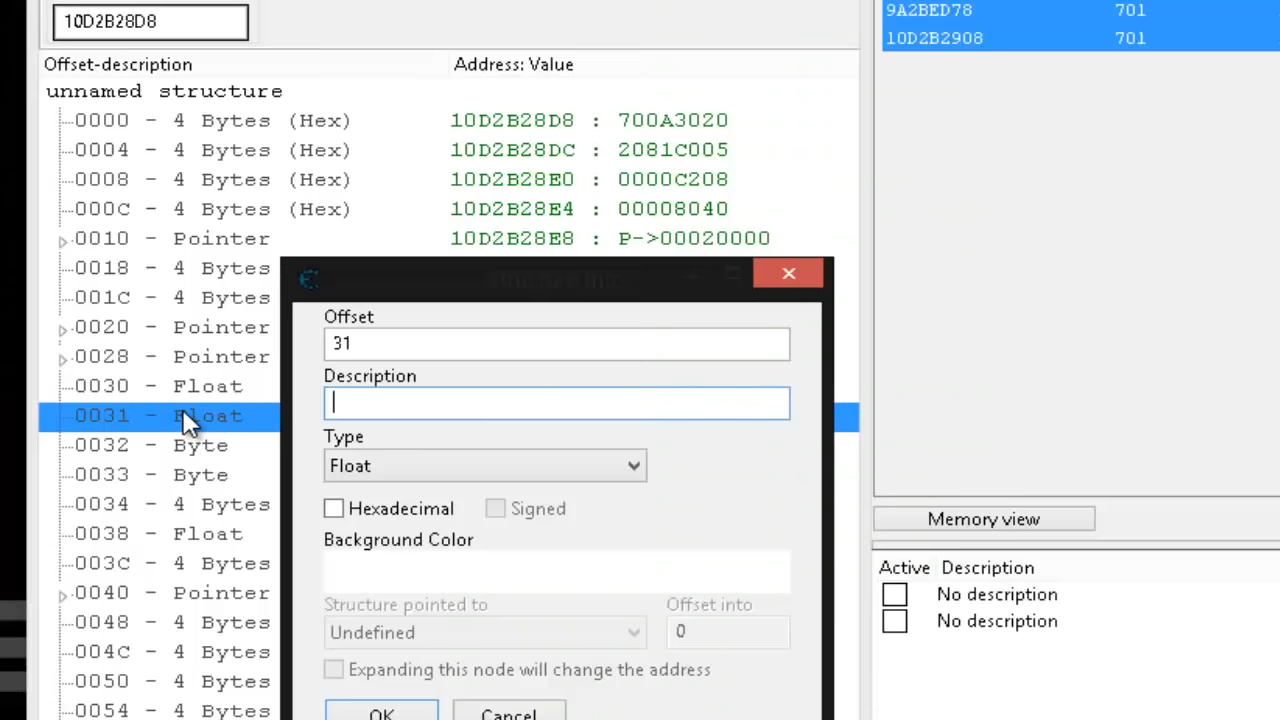 10D2B28D8
Offset-description Address: Value
unnamed structure
0000 - 4 Bytes (Hex) 10D2B28D8 : 700A3020
0004 - 4 Bytes (Hex) 10D2B28DC : 2081C005
0008 - 4 Bytes (Hex) 10D2B28E0 : 0000C208
000C - 4 Bytes (Hex) 10D2B28E4 : 00008040
0010 - Pointer 10D2B28E8 : P->00020000
0018 - 4 Bytes
001C - 4 Bytes
0020 - Pointer
0028 - Pointer
0030 - Float
0031 - Float
0032 - Byte
0033 - Byte
0034 - 4 Bytes
0038 - Float
003C - 4 Bytes
0040 - Pointer
0048 - 4 Bytes
004C - 4 Bytes
0050 - 4 Bytes
0054 - 4 Bytes
Offset
31
Description
Type
Float
Hexadecimal Signed
Background Color
Structure pointed to Offset into
Undefined 0
Expanding this node will change the address
OK Cancel
9A2BED78 701
10D2B2908 701
Memory view
Active Description
No description
No description